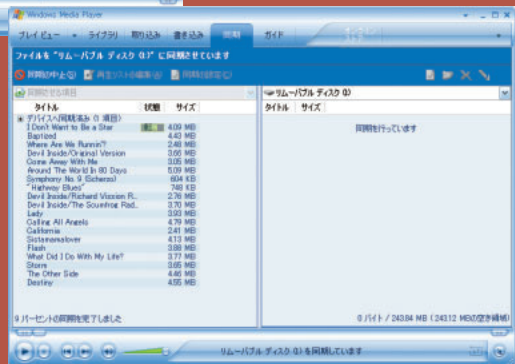 Windows Media Player
プレイ ビュー ライブラリ 取り込み 書き込み 同期 ガイド
ファイルを "リムーバブル ディスク (J:)" に同期させています
同期の中止(S) 再生リストの編集(W) 同期の設定(C)
同期させる項目 リムーバブル ディスク (J:)
タイトル 状態 サイズ タイトル サイズ
デバイスへ同期済み (1 項目)
I Don't Want to Be a Star 4.09 MB 同期を行っています
Baptized 4.43 MB
Where Are We Runnin'? 2.48 MB
Devil Inside/Original Version 3.66 MB
Come Away With Me 3.05 MB
Around The World In 80 Days 5.09 MB
Symphony No. 9 (Scherzo) 604 KB
"Highway Blues" 748 KB
Devil Inside/Richard Vission R... 2.76 MB
Devil Inside/The Scumfrog Rad... 3.70 MB
Lady 3.93 MB
Calling All Angels 4.79 MB
California 2.41 MB
Sistamamalover 4.13 MB
Flash 3.88 MB
What Did I Do With My Life? 3.77 MB
Storm 3.65 MB
The Other Side 4.46 MB
Destiny 4.55 MB
9 パーセントの同期を完了しました 0 バイト / 243.84 MB (243.12 MBの空き領域)
リムーバブル ディスク (J:) を同期しています